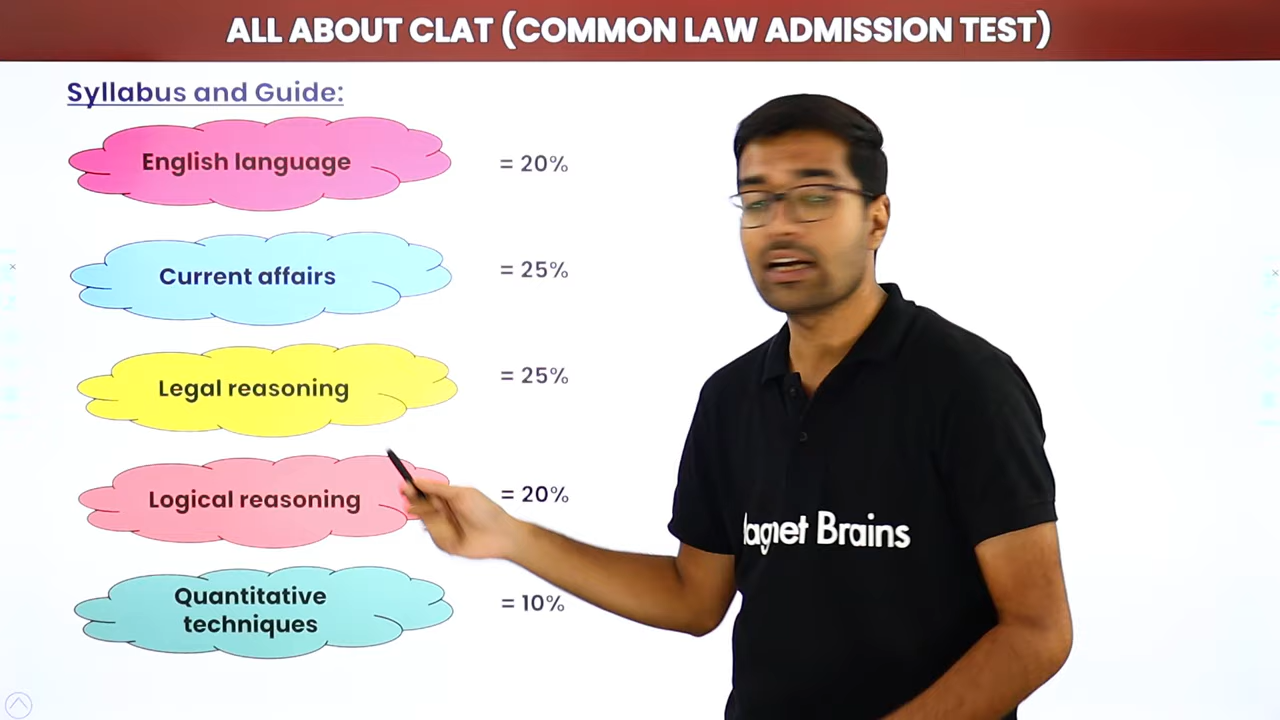 ALL ABOUT CLAT (COMMON LAW ADMISSION TEST)
Syllabus and Guide:
English language = 20%
Current affairs = 25%
Legal reasoning = 25%
Logical reasoning = 20%
Quantitative
techniques = 10%
agnet Brains